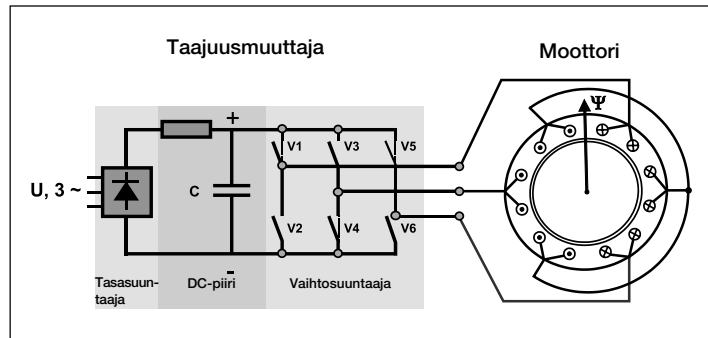 Taajuusmuuttaja
Moottori
+
V1
V3
V5
Ψ
U, 3 ~
C
V2
V4
V6
-
Tasasuun-
taaja
DC-piiri
Vaihtosuuntaaja